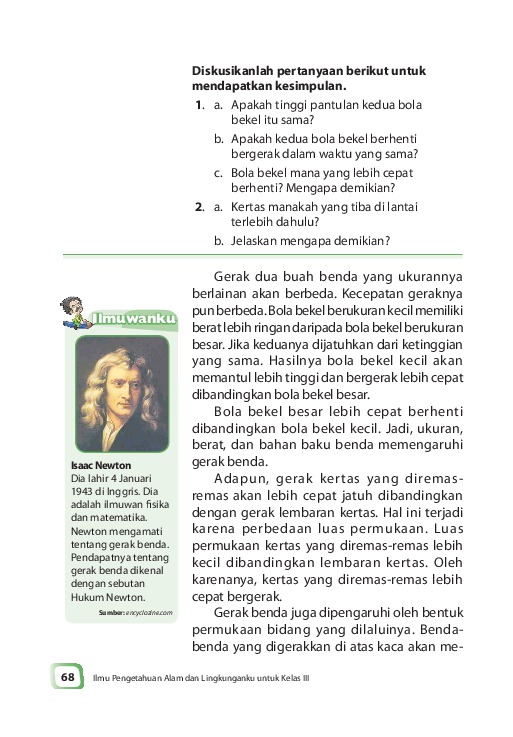 Diskusikanlah pertanyaan berikut untuk
mendapatkan kesimpulan.
1. a. Apakah tinggi pantulan kedua bola
bekel itu sama?
b. Apakah kedua bola bekel berhenti
bergerak dalam waktu yang sama?
c. Bola bekel mana yang lebih cepat
berhenti? Mengapa demikian?
2. a. Kertas manakah yang tiba di lantai
terlebih dahulu?
b. Jelaskan mengapa demikian?
Gerak dua buah benda yang ukurannya
berlainan akan berbeda. Kecepatan geraknya
pun berbeda. Bola bekel berukuran kecil memiliki
berat lebih ringan daripada bola bekel berukuran
besar. Jika keduanya dijatuhkan dari ketinggian
yang sama. Hasilnya bola bekel kecil akan
memantul lebih tinggi dan bergerak lebih cepat
dibandingkan bola bekel besar.
Bola bekel besar lebih cepat berhenti
dibandingkan bola bekel kecil. Jadi, ukuran,
berat, dan bahan baku benda memengaruhi
gerak benda.
Adapun, gerak kertas yang diremas-
remas akan lebih cepat jatuh dibandingkan
dengan gerak lembaran kertas. Hal ini terjadi
karena perbedaan luas permukaan. Luas
permukaan kertas yang diremas-remas lebih
kecil dibandingkan lembaran kertas. Oleh
karenanya, kertas yang diremas-remas lebih
cepat bergerak.
Gerak benda juga dipengaruhi oleh bentuk
permukaan bidang yang dilaluinya. Benda-
benda yang digerakkan di atas kaca akan me-
Ilmuwanku
Isaac Newton
Dia lahir 4 Januari
1943 di Inggris. Dia
adalah ilmuwan fisika
dan matematika.
Newton mengamati
tentang gerak benda.
Pendapatnya tentang
gerak benda dikenal
dengan sebutan
Hukum Newton.
Sumber: encyclozine.com
68 Ilmu Pengetahuan Alam dan Lingkunganku untuk Kelas III